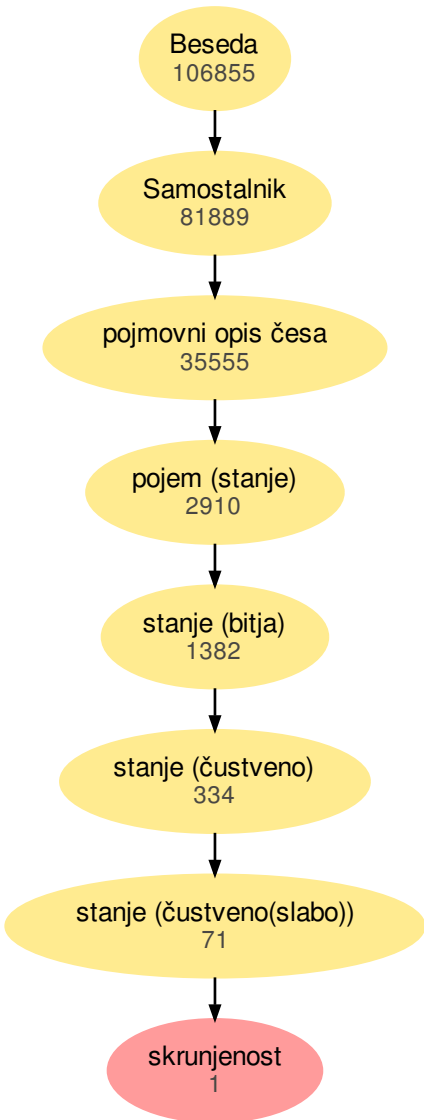 Beseda
106855
Samostalnik
81889
pojmovni opis česa
35555
pojem (stanje)
2910
stanje (bitja)
1382
stanje (čustveno)
334
stanje (čustveno(slabo))
71
skrunjenost
1